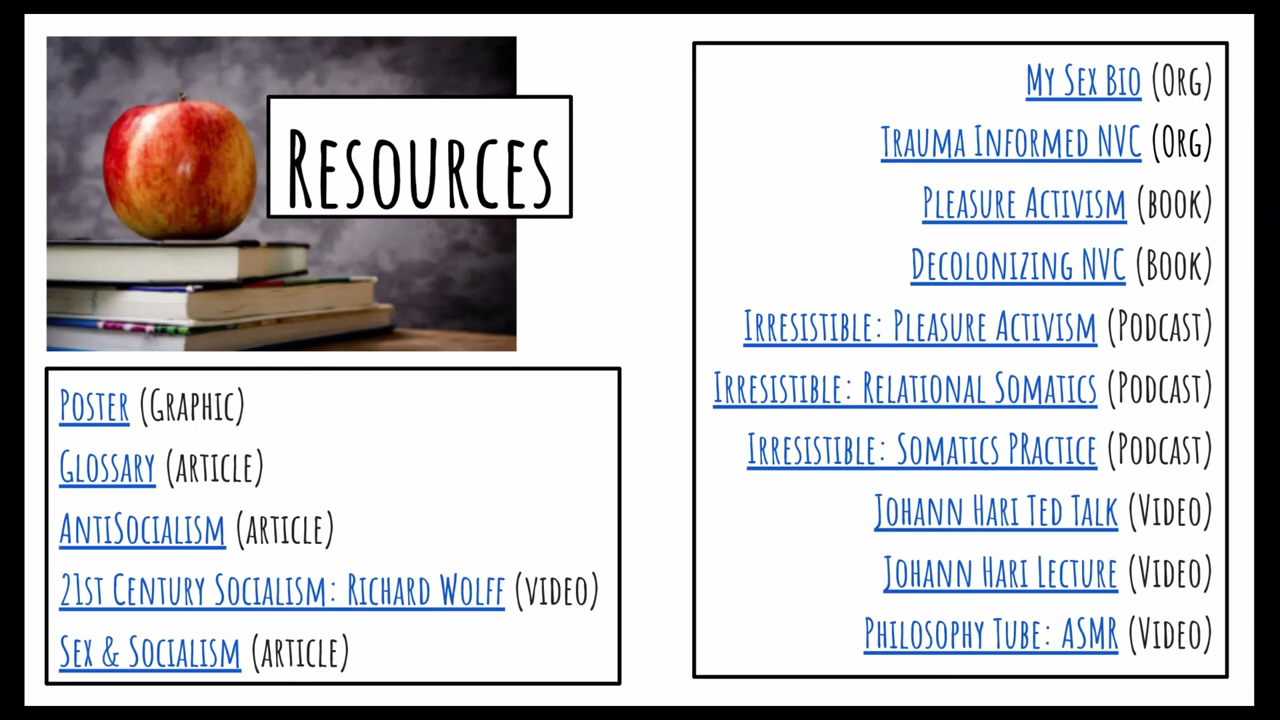 Resources
Poster (Graphic)
Glossary (article)
AntiSocialism (article)
21st Century Socialism: Richard Wolff (video)
Sex & Socialism (article)
My Sex Bio (Org)
Trauma Informed NVC (Org)
Pleasure Activism (book)
Decolonizing NVC (Book)
Irresistible: Pleasure Activism (Podcast)
Irresistible: Relational Somatics (Podcast)
Irresistible: Somatics PRactice (Podcast)
Johann Hari Ted Talk (Video)
Johann Hari Lecture (Video)
Philosophy Tube: ASMR (Video)